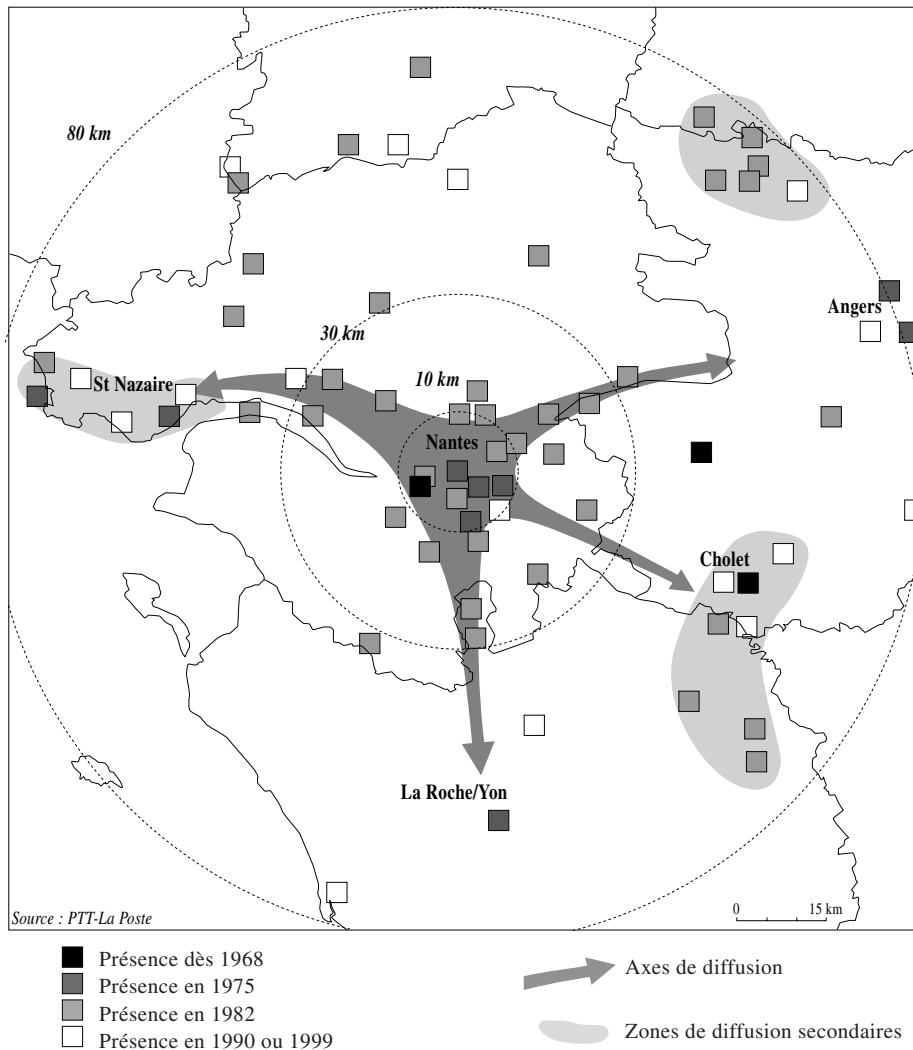 80 km
Angers
30 km
St Nazaire
10 km
Nantes
Cholet
La Roche/Yon
Source : PTT-La Poste
0 15 km
Présence dès 1968
Présence en 1975
Présence en 1982
Présence en 1990 ou 1999
Axes de diffusion
Zones de diffusion secondaires